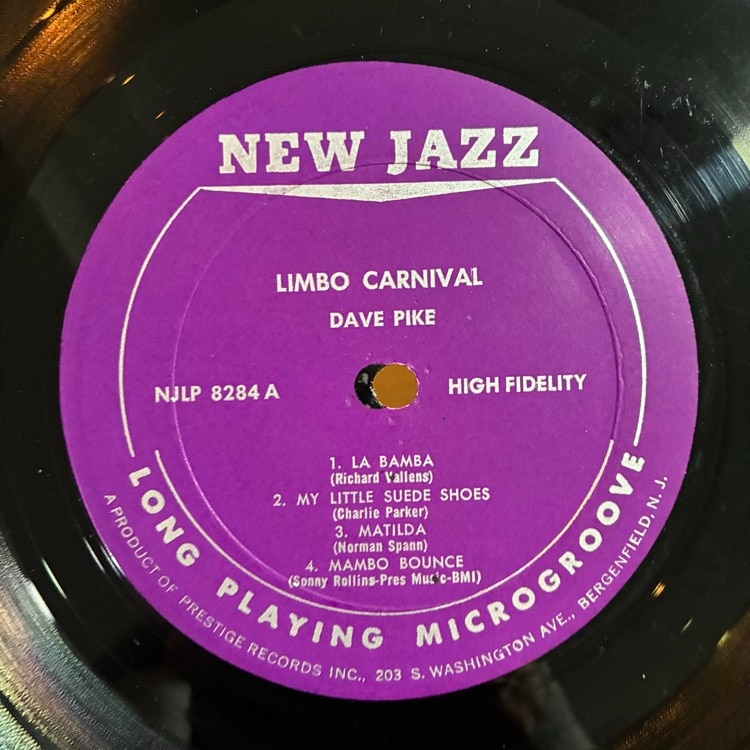 NEW JAZZ
LIMBO CARNIVAL
DAVE PIKE
NJLP 8284 A
HIGH FIDELITY
1. LA BAMBA
(Richard Vallens)
2. MY LITTLE SUEDE SHOES
(Charlie Parker)
3. MATILDA
(Norman Spann)
4. MAMBO BOUNCE
(Sonny Rollins-Pres Music-BMI)
LONG PLAYING MICROGROOVE
A PRODUCT OF PRESTIGE RECORDS INC., 203 S. WASHINGTON AVE., BERGENFIELD, N. J.